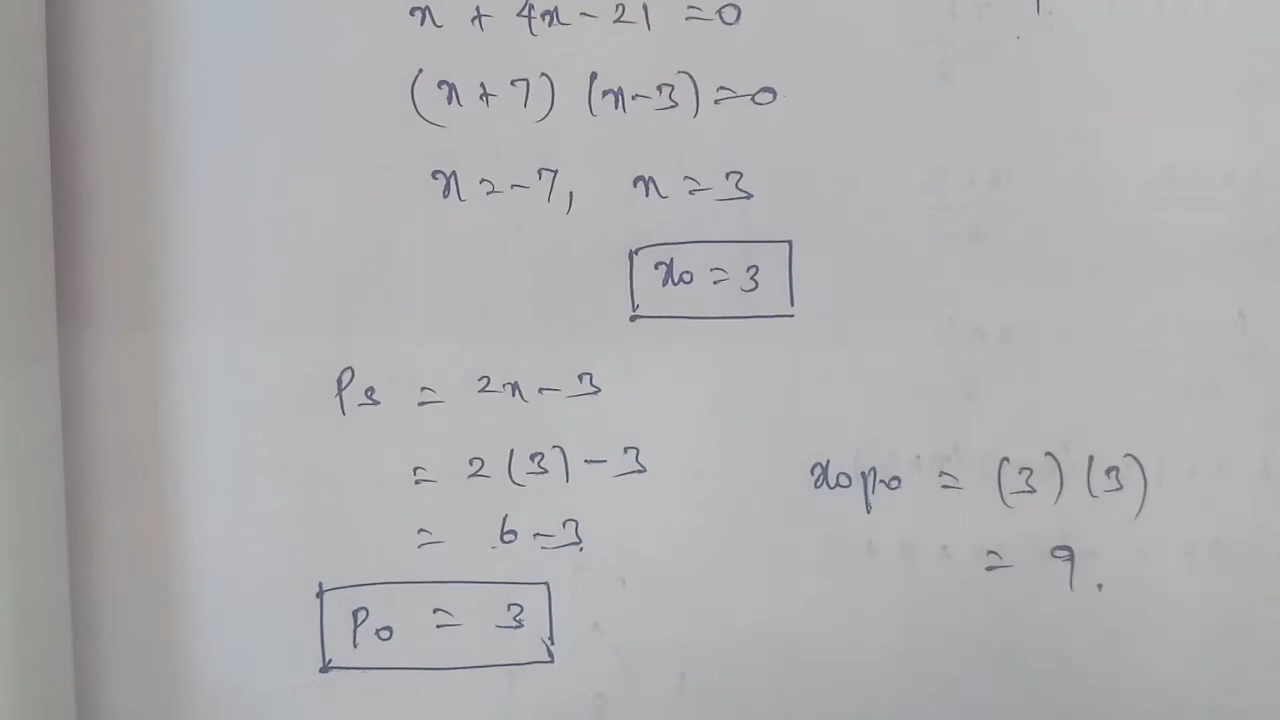 x + 4x - 21 = 0
(x + 7) (x - 3) = 0
x = -7, x = 3
x₀ = 3
Ps = 2x - 3
= 2(3) - 3
= 6 - 3
P₀ = 3
x₀p₀ = (3) (3)
= 9.